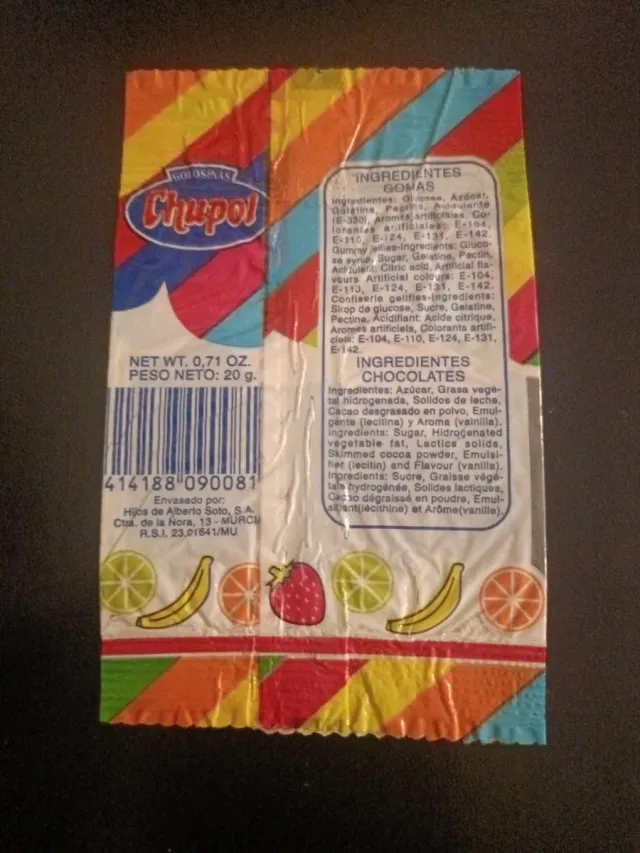 GOLOSINAS
Chupol
NET WT. 0,71 OZ.
PESO NETO: 20 g.
414188 090081
Envasado por:
Hijos de Alberto Soto, S.A.
Ctra. de la Ñora, 13 - MURCIA
R.S.I. 23.01641/MU
INGREDIENTES
GOMAS
Ingredientes: Glucosa, Azúcar,
Gelatina, Pectina, Acidulante
(E-330), Aromas artificiales, Co-
lorantes artificiales: E-104,
E-110, E-124, E-131, E-142.
Gummy jellies-Ingredients: Gluco-
se syrup, Sugar, Gelatine, Pectin,
Acidulant: Citric acid, Artificial fla-
vours Artificial colours: E-104,
E-110, E-124, E-131, E-142.
Confiserie gelifies-Ingredients:
Sirop de glucose, Sucre, Gelatine,
Pectine, Acidifiant: Acide citrique,
Aromes artificiels, Colorants artifi-
ciels: E-104, E-110, E-124, E-131,
E-142.
INGREDIENTES
CHOCOLATES
Ingredientes: Azúcar, Grasa vege-
tal hidrogenada, Solidos de leche,
Cacao desgrasado en polvo, Emul-
gente (lecitina) y Aroma (vainilla).
Ingredients: Sugar, Hidrogenated
vegetable fat, Lactics solids,
Skimmed cocoa powder, Emulsi-
fier (lecitin) and Flavour (vanilla).
Ingredients: Sucre, Graisse végé-
tale hydrogénée, Solides lactiques,
Cacao dégraissé en poudre, Emul-
sifiant(lécithine) et Arôme(vanille).